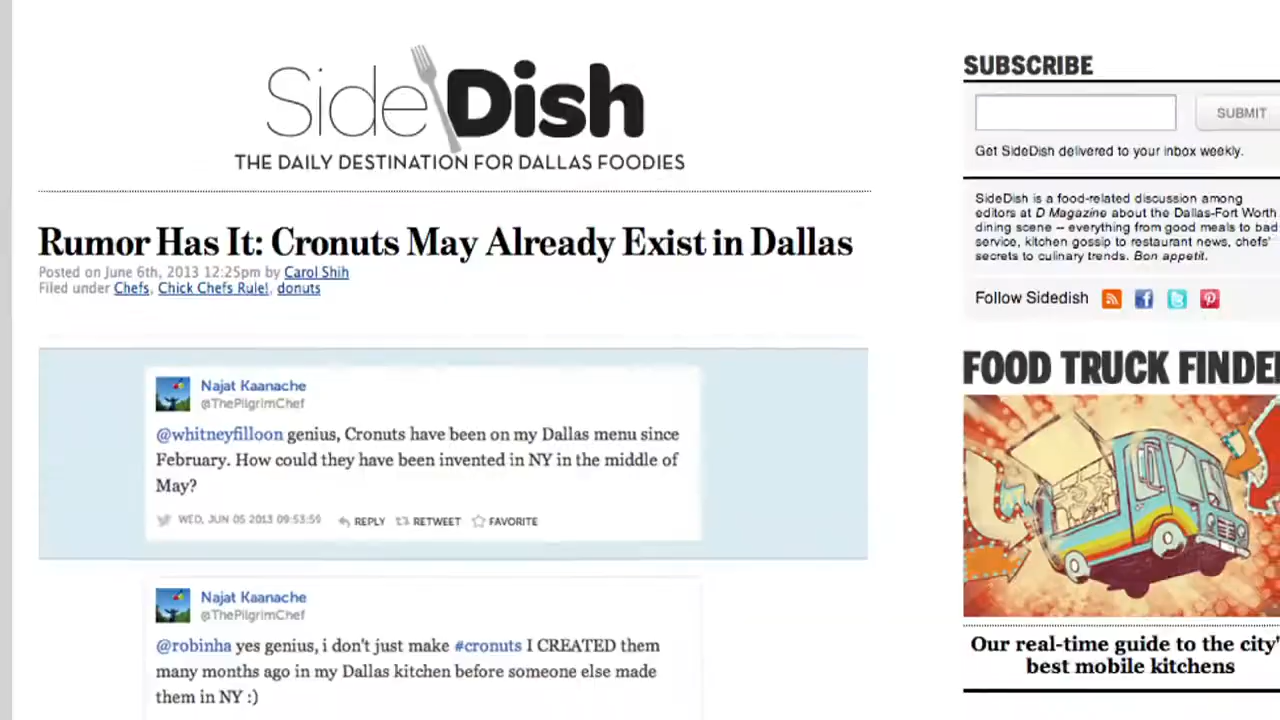 SideDish
THE DAILY DESTINATION FOR DALLAS FOODIES
Rumor Has It: Cronuts May Already Exist in Dallas
Posted on June 6th, 2013 12:25pm by Carol Shih
Filed under Chefs, Chick Chefs Rule!, donuts
Najat Kaanache
@ThePilgrimChef
@whitneyfilloon genius, Cronuts have been on my Dallas menu since
February. How could they have been invented in NY in the middle of
May?
WED, JUN 05 2013 09:53:59 REPLY RETWEET FAVORITE
Najat Kaanache
@ThePilgrimChef
@robinha yes genius, i don't just make #cronuts I CREATED them
many months ago in my Dallas kitchen before someone else made
them in NY :)
SUBSCRIBE
SUBMIT
Get SideDish delivered to your inbox weekly.
SideDish is a food-related discussion among
editors at D Magazine about the Dallas-Fort Worth
dining scene – everything from good meals to bad
service, kitchen gossip to restaurant news, chefs'
secrets to culinary trends. Bon appetit.
Follow Sidedish
FOOD TRUCK FINDE
Our real-time guide to the city'
best mobile kitchens